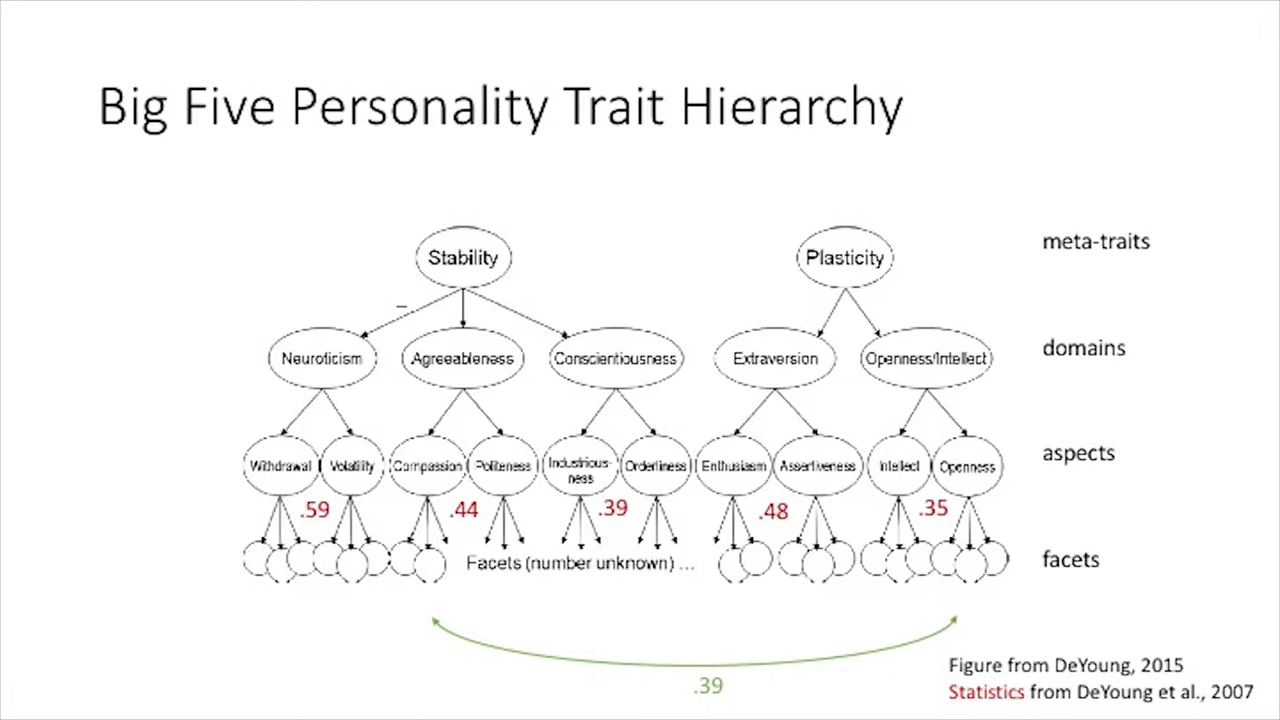 Big Five Personality Trait Hierarchy
Stability
Plasticity
meta-traits
–
Neuroticism
Agreeableness
Conscientiousness
Extraversion
Openness/Intellect
domains
Withdrawal
Volatility
Compassion
Politeness
Industrious-
ness
Orderliness
Enthusiasm
Assertiveness
Intellect
Openness
aspects
.59
.44
.39
.48
.35
Facets (number unknown) ...
facets
.39
Figure from DeYoung, 2015
Statistics from DeYoung et al., 2007